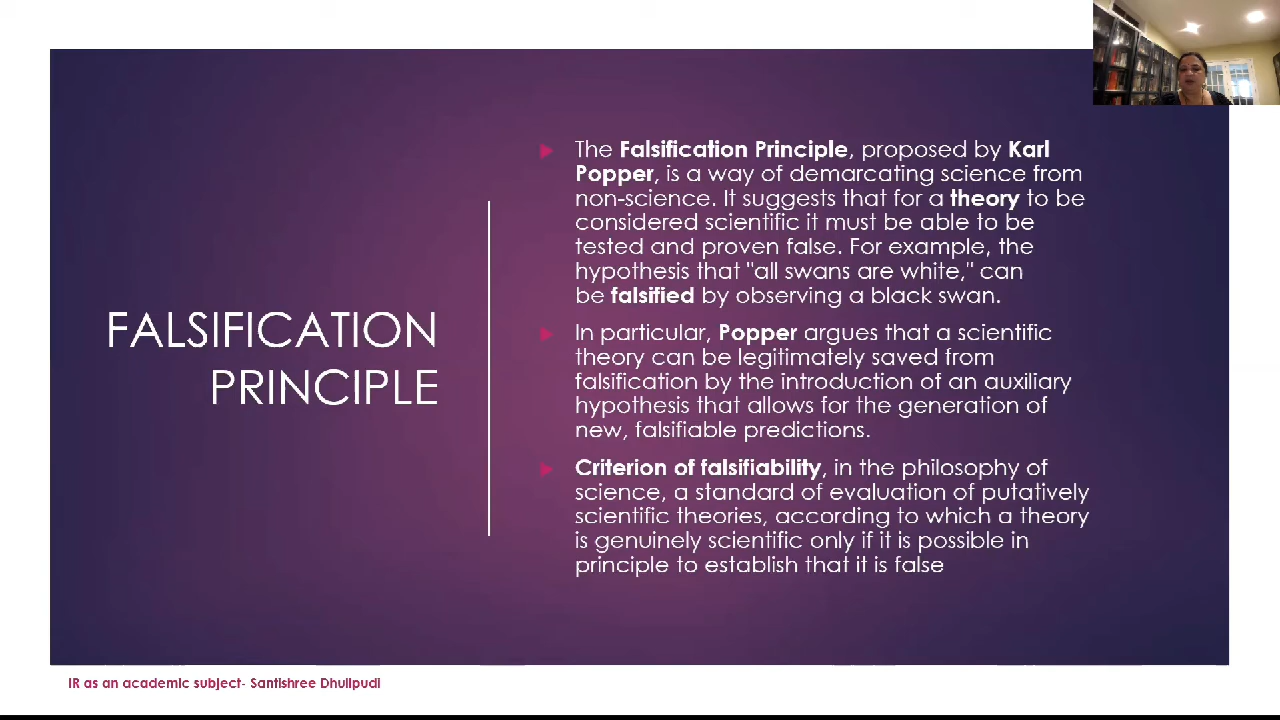 FALSIFICATION
PRINCIPLE
The Falsification Principle, proposed by Karl
Popper, is a way of demarcating science from
non-science. It suggests that for a theory to be
considered scientific it must be able to be
tested and proven false. For example, the
hypothesis that "all swans are white," can
be falsified by observing a black swan.
In particular, Popper argues that a scientific
theory can be legitimately saved from
falsification by the introduction of an auxiliary
hypothesis that allows for the generation of
new, falsifiable predictions.
Criterion of falsifiability, in the philosophy of
science, a standard of evaluation of putatively
scientific theories, according to which a theory
is genuinely scientific only if it is possible in
principle to establish that it is false
IR as an academic subject- Santishree Dhulipudi